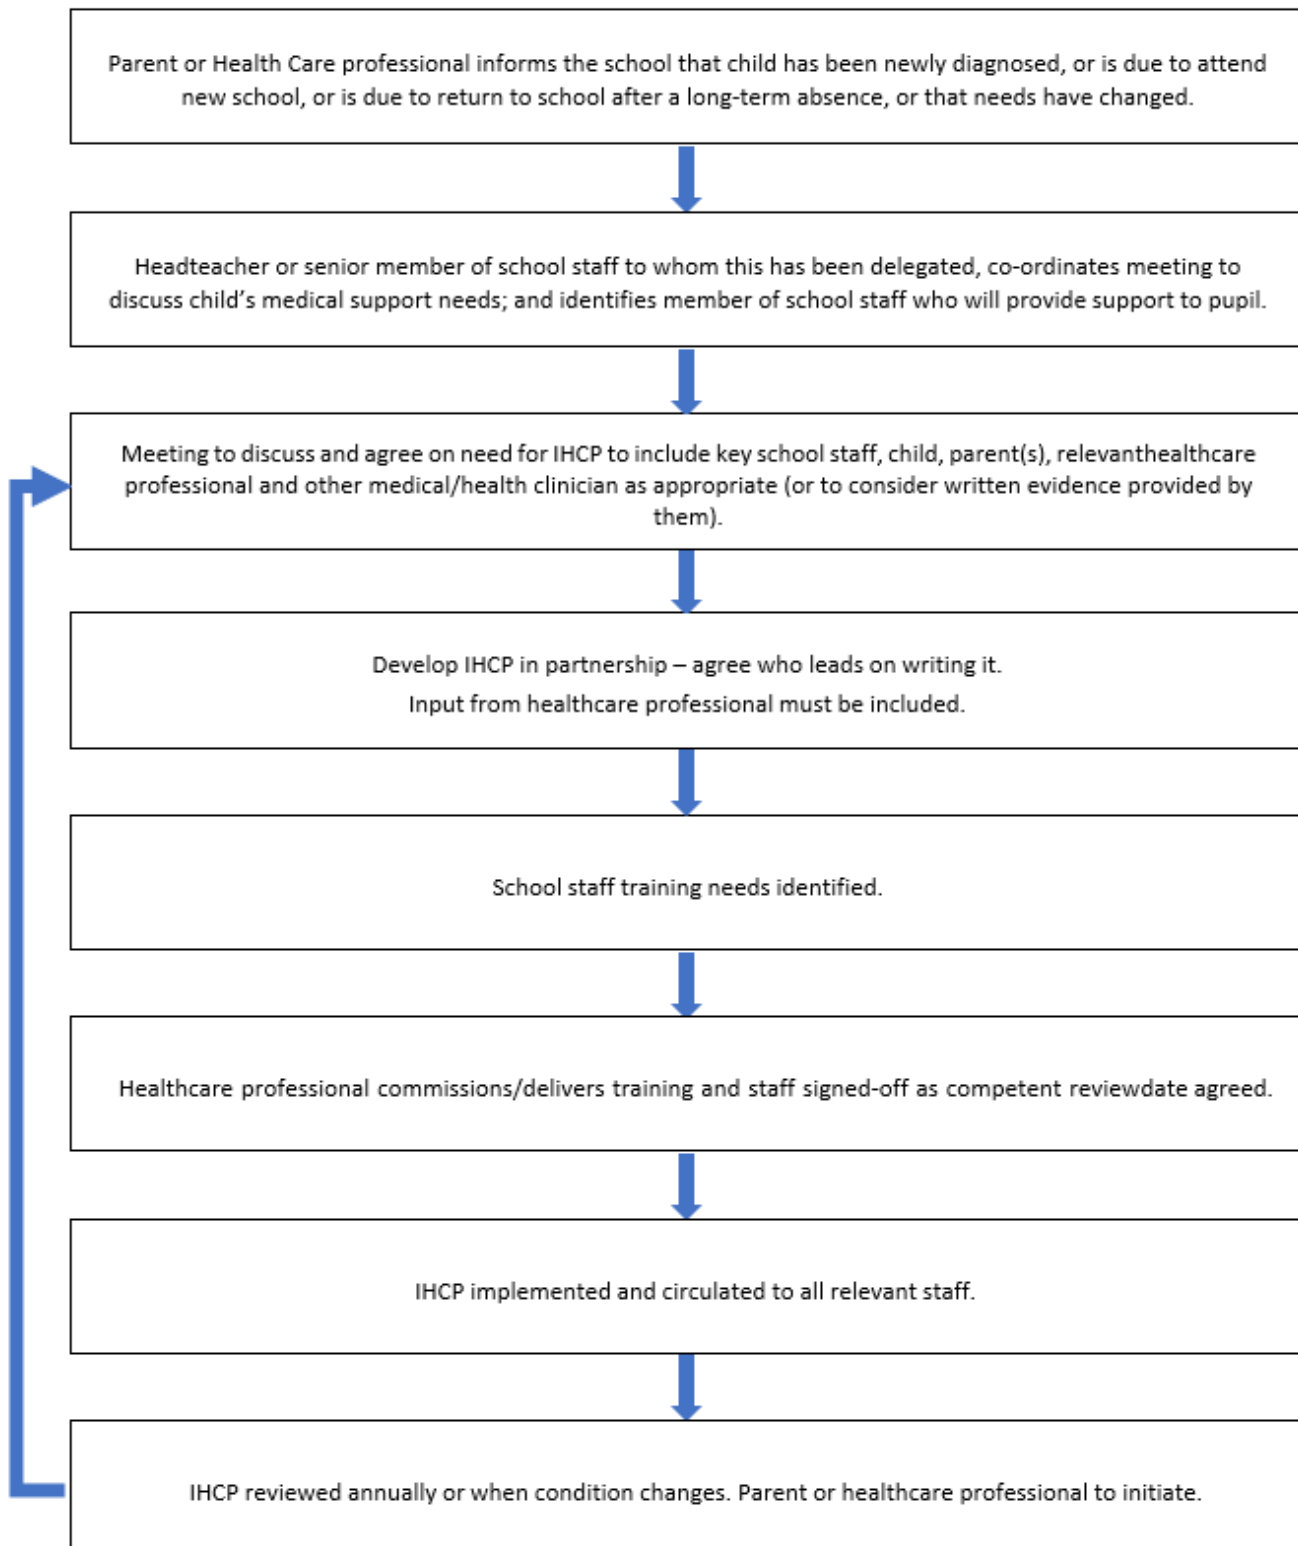 Parent or Health Care professional informs the school that child has been newly diagnosed, or is due to attend
new school, or is due to return to school after a long-term absence, or that needs have changed.
Headteacher or senior member of school staff to whom this has been delegated, co-ordinates meeting to
discuss child's medical support needs; and identifies member of school staff who will provide support to pupil.
Meeting to discuss and agree on need for IHCP to include key school staff, child, parent(s), relevanthealthcare
professional and other medical/health clinician as appropriate (or to consider written evidence provided by
them).
Develop IHCP in partnership – agree who leads on writing it.
Input from healthcare professional must be included.
School staff training needs identified.
Healthcare professional commissions/delivers training and staff signed-off as competent reviewdate agreed.
IHCP implemented and circulated to all relevant staff.
IHCP reviewed annually or when condition changes. Parent or healthcare professional to initiate.